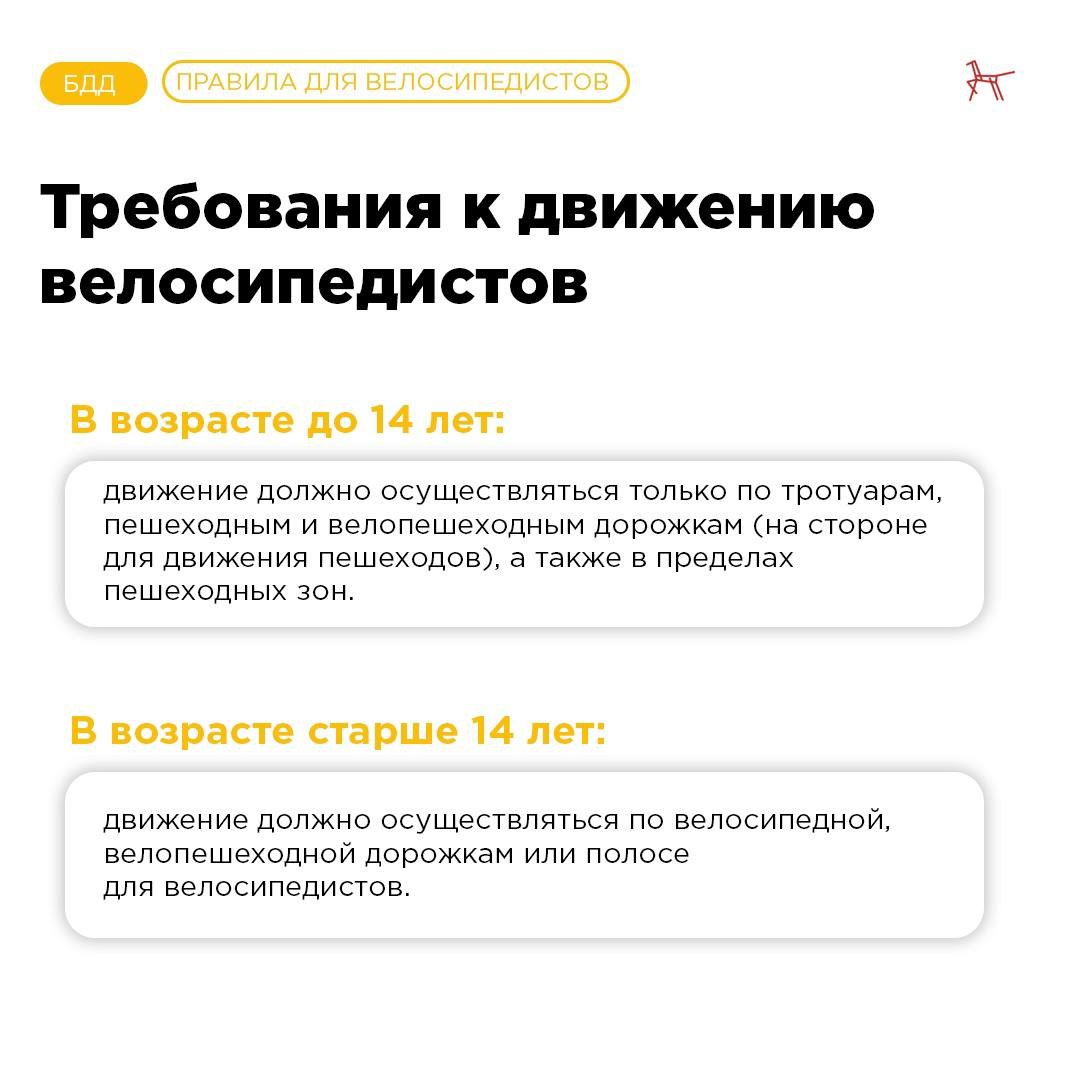 БДД
ПРАВИЛА ДЛЯ ВЕЛОСИПЕДИСТОВ
Требования к движению
велосипедистов
В возрасте до 14 лет:
движение должно осуществляться только по тротуарам,
пешеходным и велопешеходным дорожкам (на стороне
для движения пешеходов), а также в пределах
пешеходных зон.
В возрасте старше 14 лет:
движение должно осуществляться по велосипедной,
велопешеходной дорожкам или полосе
для велосипедистов.